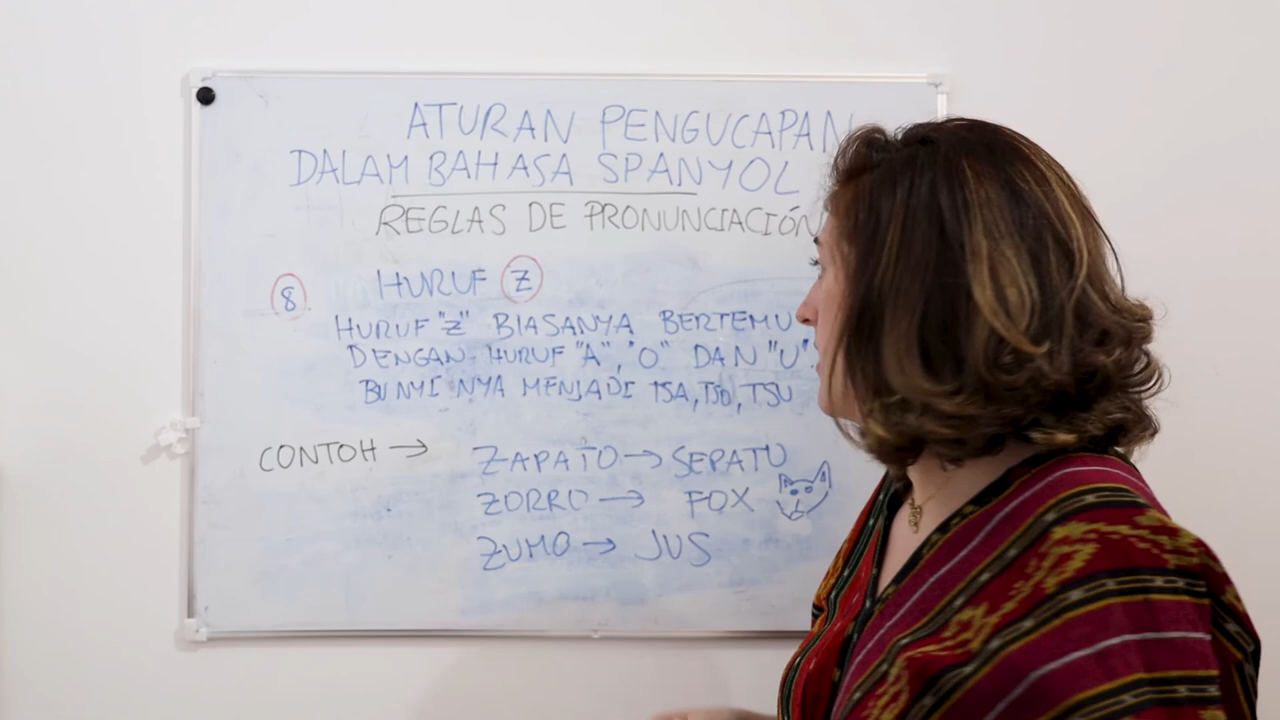 ATURAN PENGUCAPAN
DALAM BAHASA SPANYOL
REGLAS DE PRONUNCIACIÓN
8 HURUF Z
HURUF "Z" BIASANYA BERTEMU
DENGAN HURUF "A", "O" DAN "U".
BUNYI NYA MENJADI TSA, TSO, TSU
CONTOH → ZAPATO → SEPATU
ZORRO → FOX
ZUMO → JUS